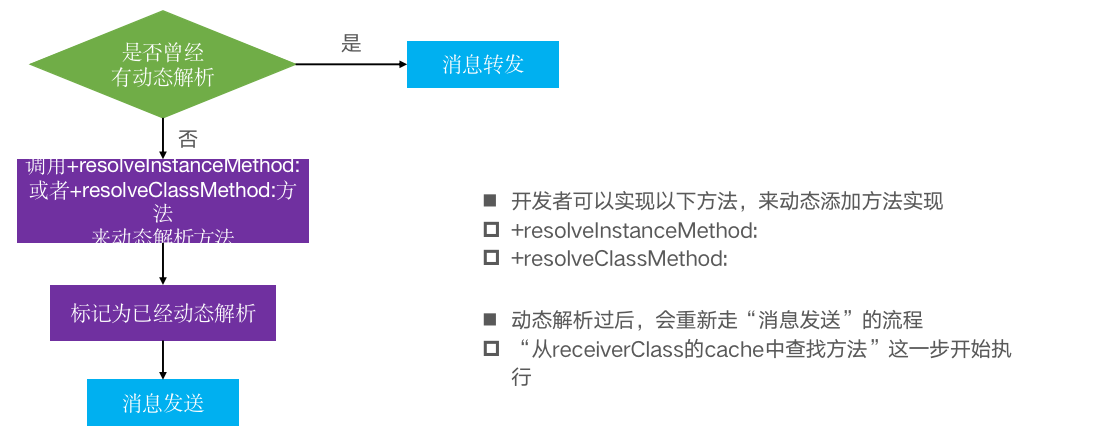 是否曾经
有动态解析
是
消息转发
否
调用+resolveInstanceMethod:
或者+resolveClassMethod:方
法
来动态解析方法
标记为已经动态解析
消息发送
开发者可以实现以下方法，来动态添加方法实现
+resolveInstanceMethod:
+resolveClassMethod:
动态解析过后，会重新走“消息发送”的流程
“从receiverClass的cache中查找方法”这一步开始执
行